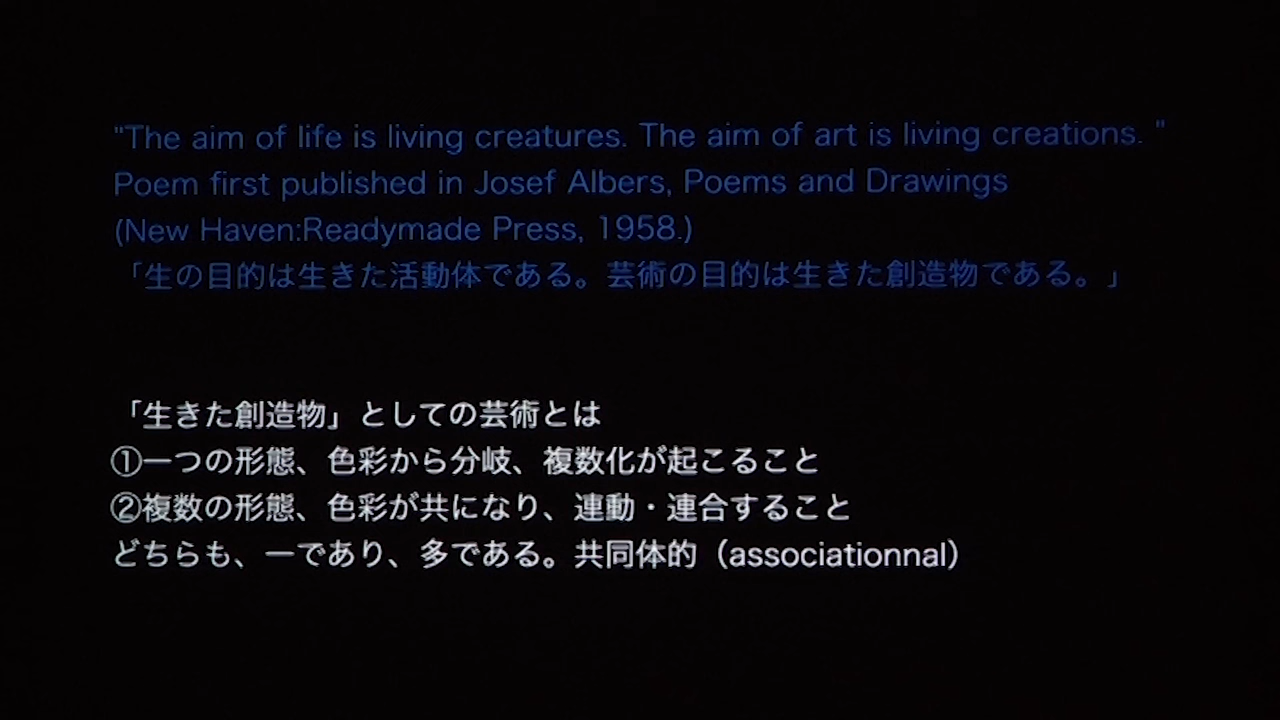 "The aim of life is living creatures. The aim of art is living creations. "
Poem first published in Josef Albers, Poems and Drawings
(New Haven:Readymade Press, 1958.)
「生の目的は生きた活動体である。芸術の目的は生きた創造物である。」
「生きた創造物」としての芸術とは
①一つの形態、色彩から分岐、複数化が起こること
②複数の形態、色彩が共になり、連動・連合すること
どちらも、一であり、多である。共同体的（associationnal）